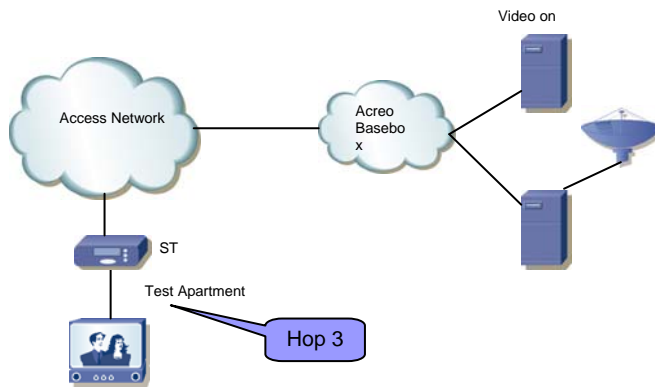 Video on
Access Network
Acreo
Basebo
x
ST
Test Apartment
Hop 3